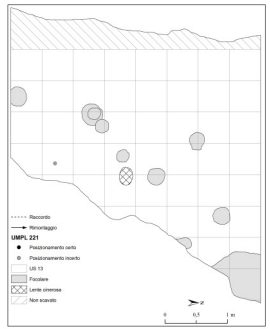 Raccordo
Rimontaggio
UMPL 221
Posizionamento certo
Posizionamento incerto
US 13
Focolare
Lente cinerosa
Non scavato
N
0
0,5
1 m